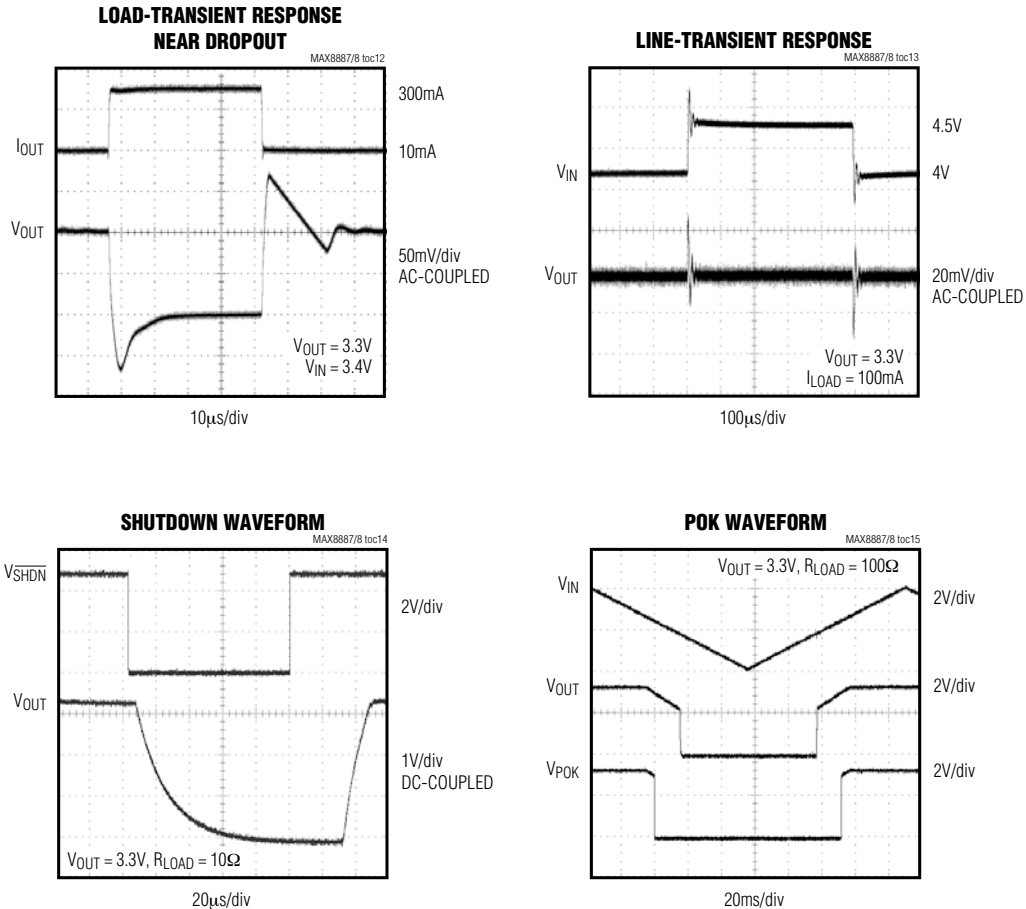 LOAD-TRANSIENT RESPONSE
NEAR DROPOUT
MAX8887/8 toc12
300mA
IOUT
10mA
VOUT
50mV/div
AC-COUPLED
VOUT = 3.3V
VIN = 3.4V
10μs/div
LINE-TRANSIENT RESPONSE
MAX8887/8 toc13
4.5V
VIN
4V
VOUT
20mV/div
AC-COUPLED
VOUT = 3.3V
ILOAD = 100mA
100μs/div
SHUTDOWN WAVEFORM
MAX8887/8 toc14
VSHDN
2V/div
VOUT
1V/div
DC-COUPLED
VOUT = 3.3V, RLOAD = 10Ω
20μs/div
POK WAVEFORM
MAX8887/8 toc15
VOUT = 3.3V, RLOAD = 100Ω
VIN
2V/div
VOUT
2V/div
VPOK
2V/div
20ms/div